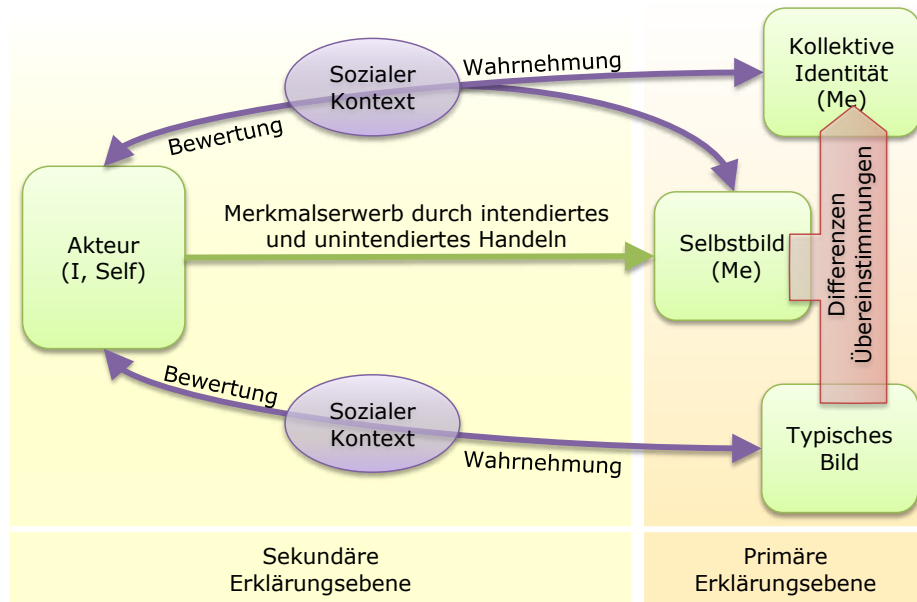 Kollektive
Identität
(Me)
Wahrnehmung
Sozialer
Kontext
Bewertung
Merkmalserwerb durch intendiertes
und unintendiertes Handeln
Akteur
(I, Self)
Selbstbild
(Me)
Differenzen
Übereinstimmungen
Bewertung
Sozialer
Kontext
Wahrnehmung
Typisches
Bild
Sekundäre
Erklärungsebene
Primäre
Erklärungsebene